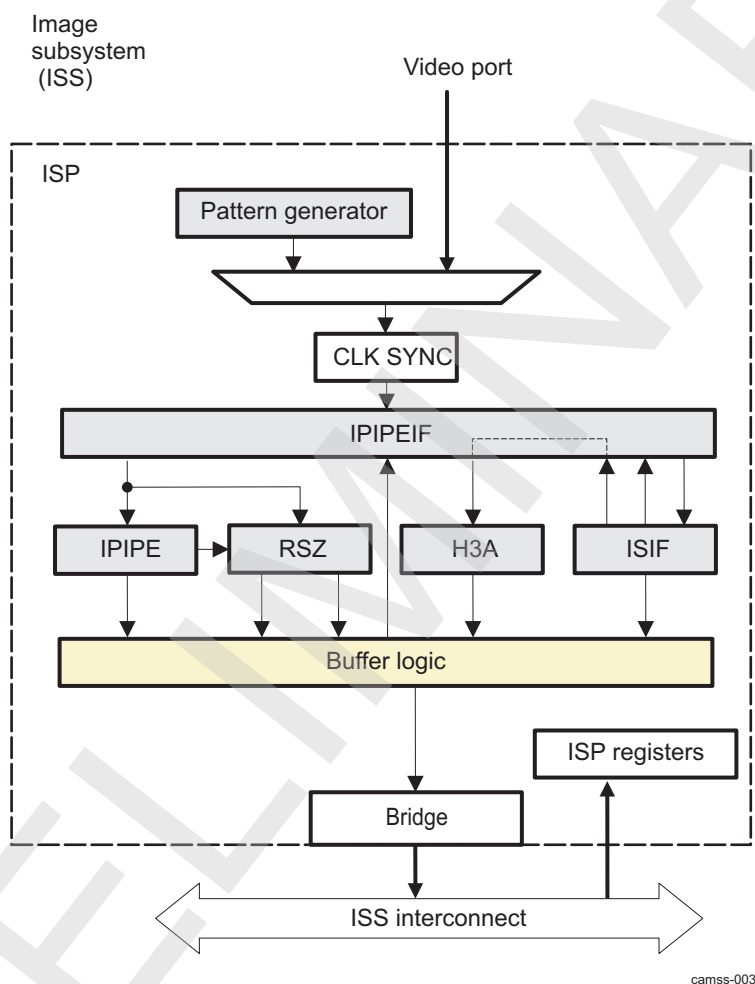 Image
subsystem
(ISS)
Video port
ISP
Pattern generator
CLK SYNC
IPIPEIF
IPIPE
RSZ
H3A
ISIF
Buffer logic
ISP registers
Bridge
ISS interconnect
camss-003
ELIMINA